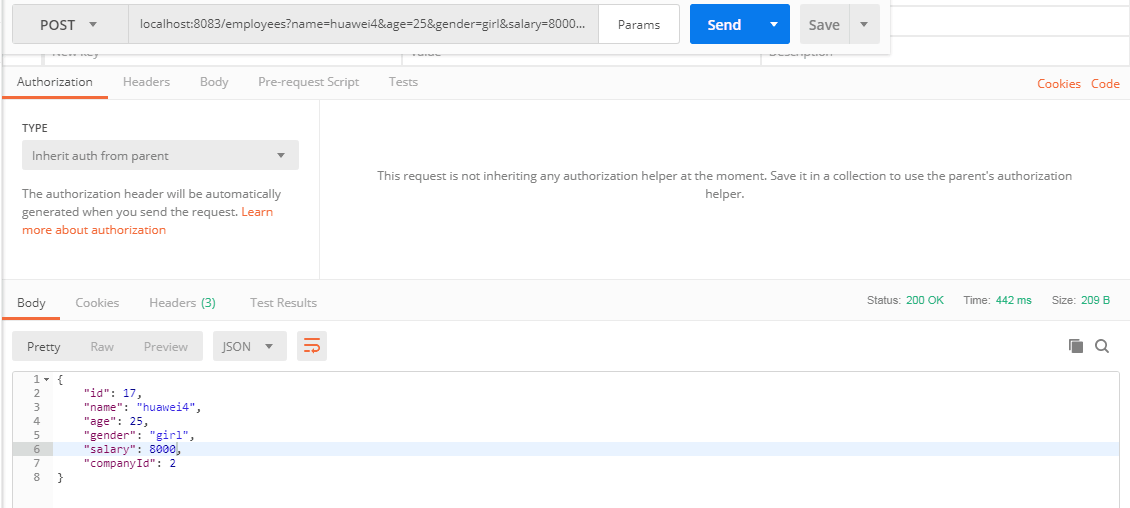 POST localhost:8083/employees?name=huawei4&age=25&gender=girl&salary=8000... Params Send Save
New key Value Description
Authorization Headers Body Pre-request Script Tests Cookies Code
TYPE
Inherit auth from parent
The authorization header will be automatically
generated when you send the request. Learn
more about authorization
This request is not inheriting any authorization helper at the moment. Save it in a collection to use the parent's authorization
helper.
Body Cookies Headers (3) Test Results Status: 200 OK Time: 442 ms Size: 209 B
Pretty Raw Preview JSON
1 {
2 "id": 17,
3 "name": "huawei4",
4 "age": 25,
5 "gender": "girl",
6 "salary": 8000,
7 "companyId": 2
8 }